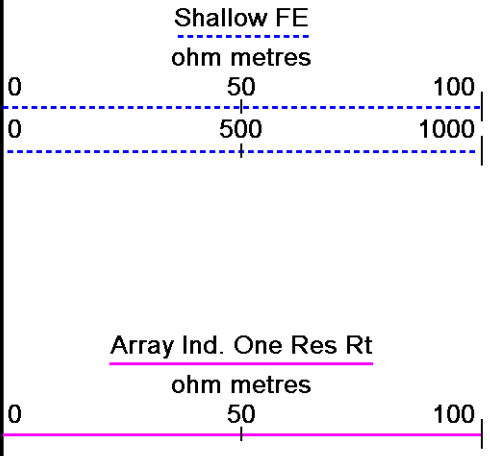 Shallow FE
ohm metres
0 50 100
0 500 1000
Array Ind. One Res Rt
ohm metres
0 50 100